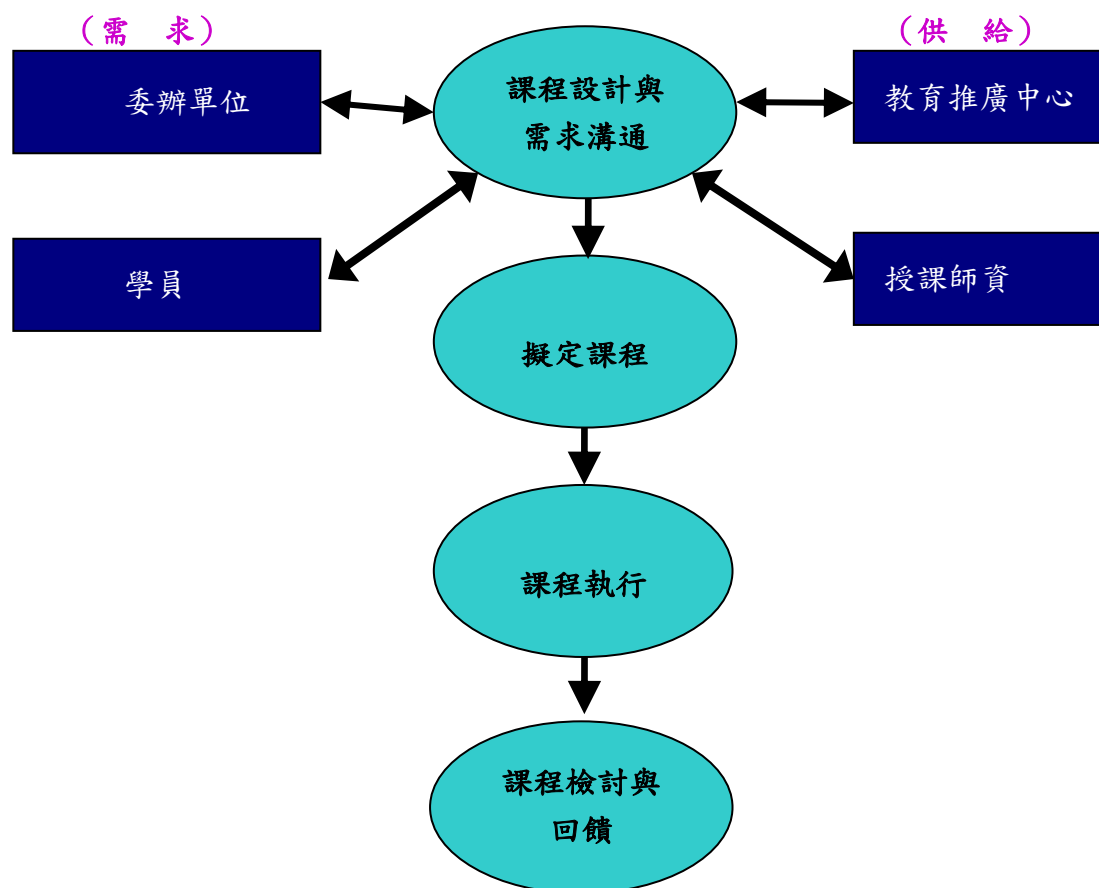 （需　求）
（供　給）
委辦單位
課程設計與
需求溝通
教育推廣中心
學員
授課師資
擬定課程
課程執行
課程檢討與
回饋